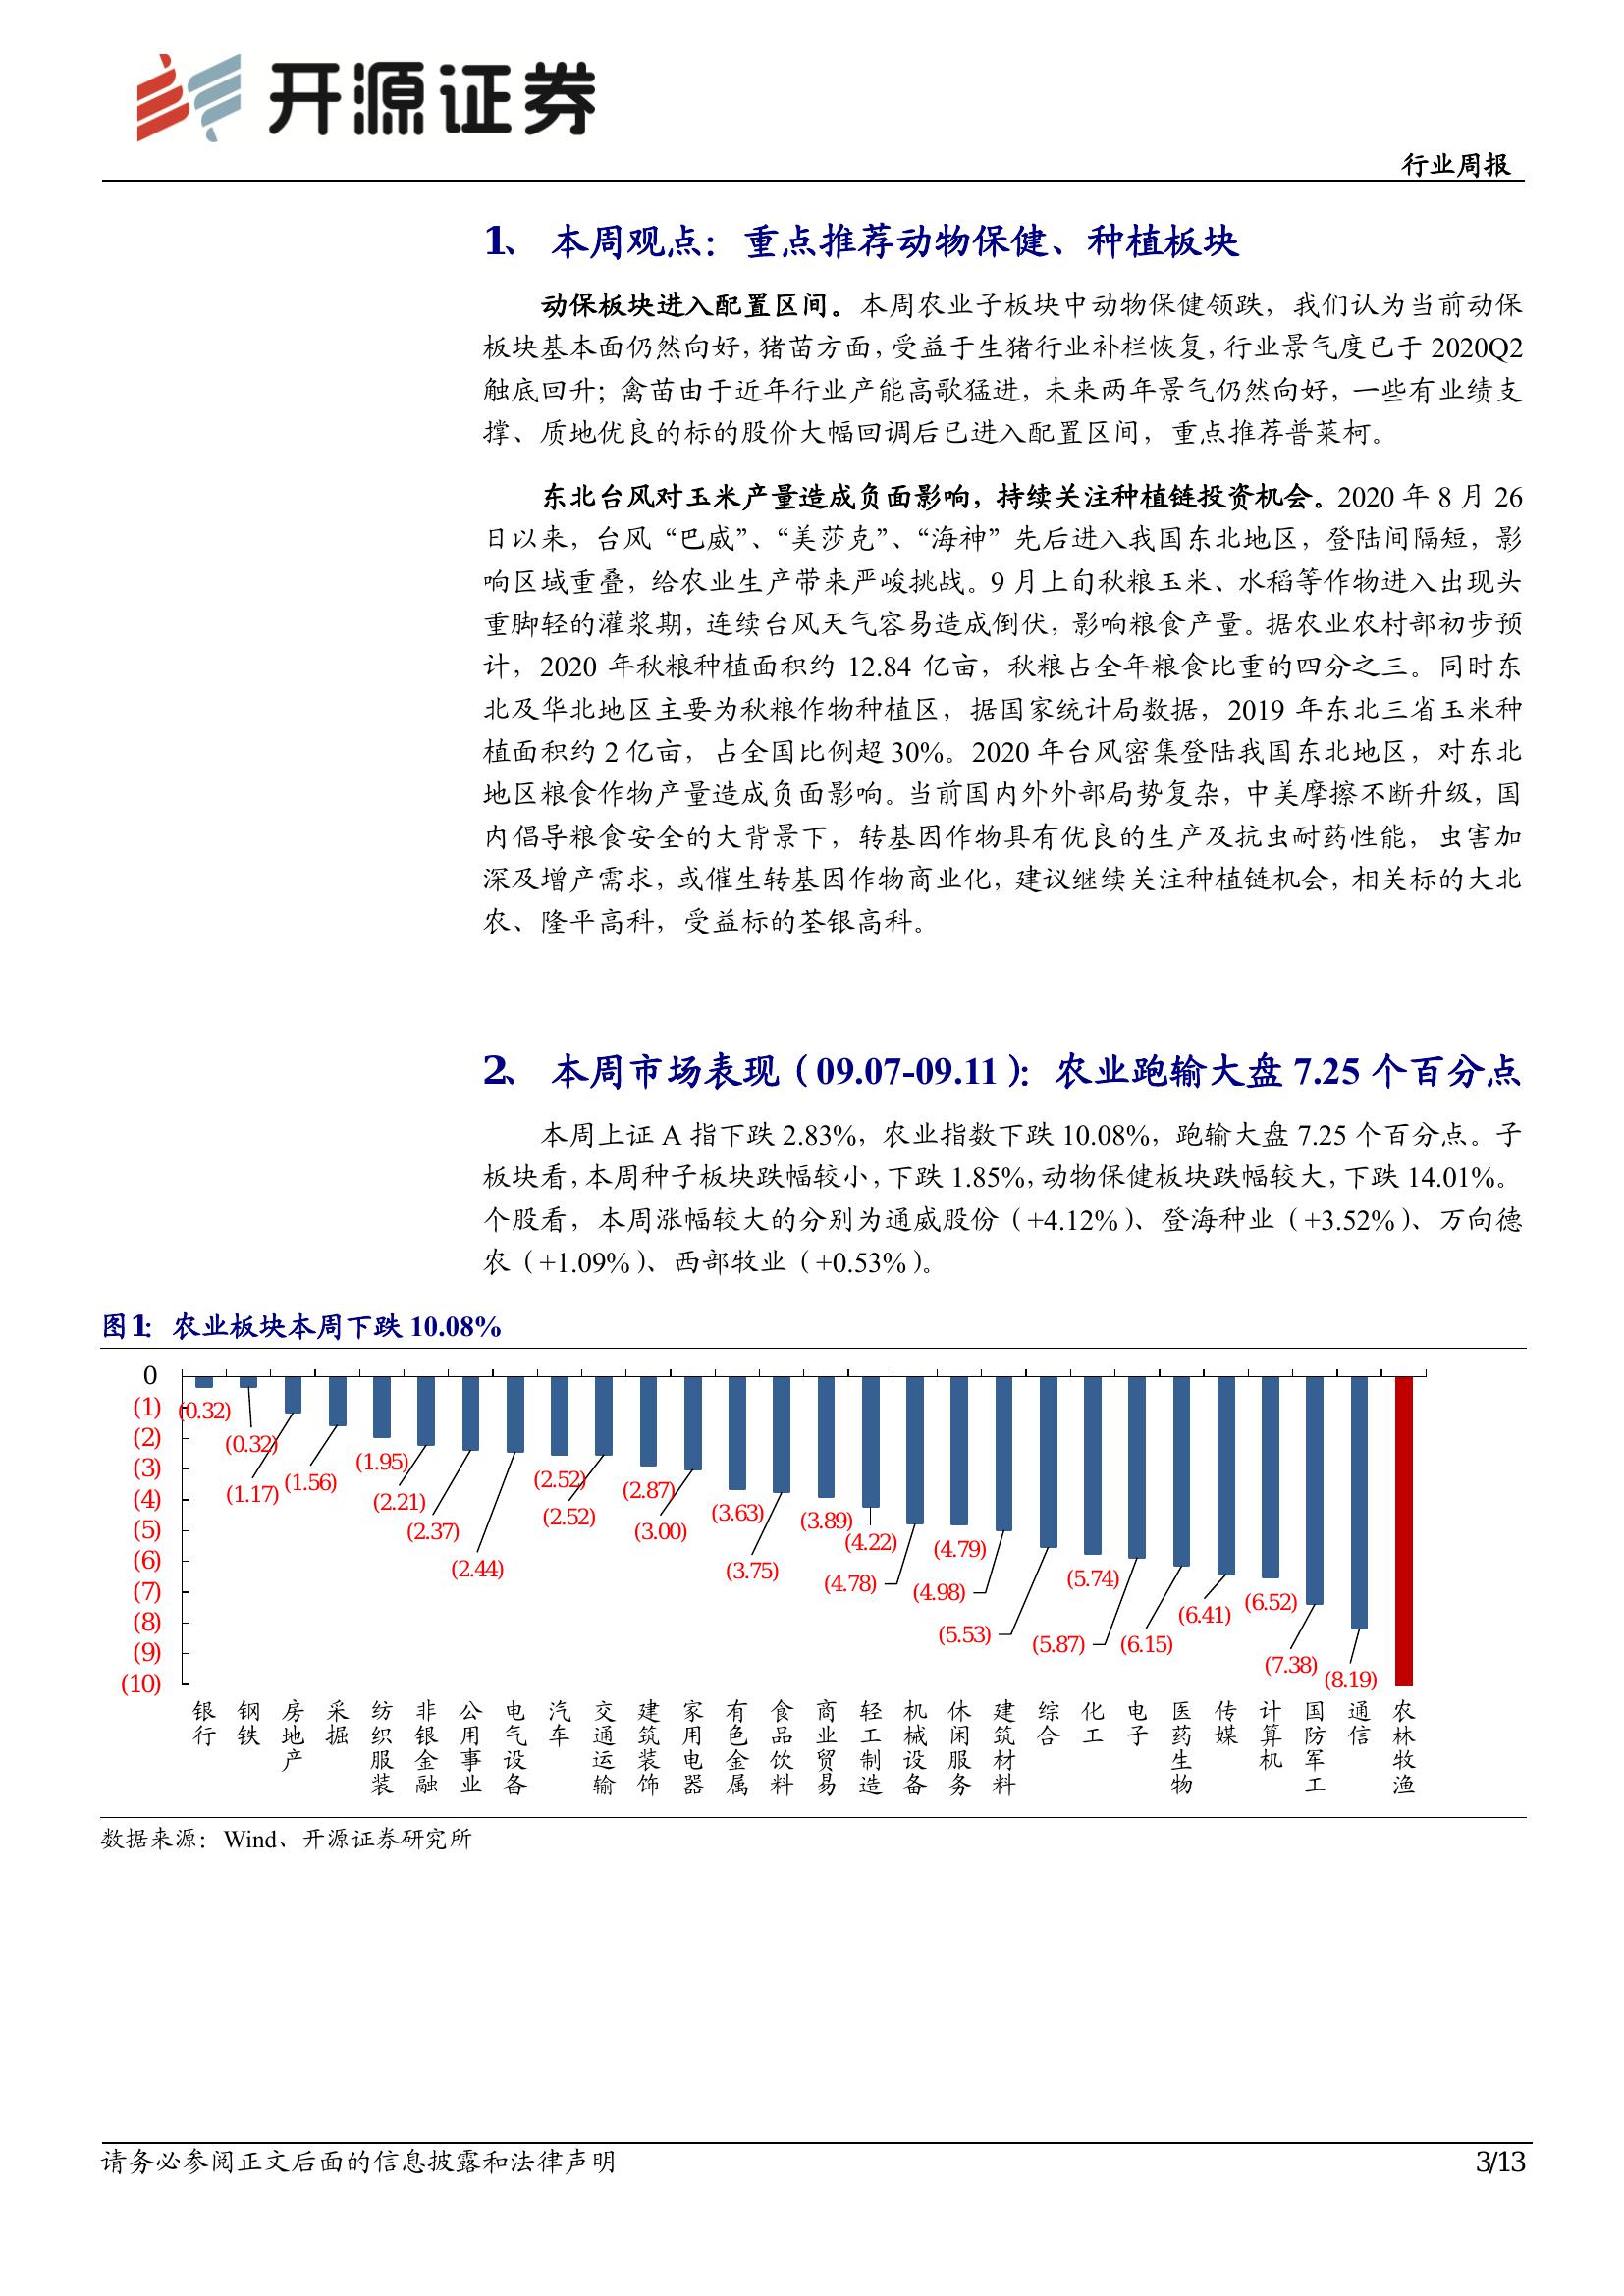 开源证券
行业周报
1、 本周观点：重点推荐动物保健、种植板块
动保板块进入配置区间。本周农业子板块中动物保健领跌，我们认为当前动保
板块基本面仍然向好，猪苗方面，受益于生猪行业补栏恢复，行业景气度已于 2020Q2
触底回升；禽苗由于近年行业产能高歌猛进，未来两年景气仍然向好，一些有业绩支
撑、质地优良的标的股价大幅回调后已进入配置区间，重点推荐普莱柯。
东北台风对玉米产量造成负面影响，持续关注种植链投资机会。2020 年 8 月 26
日以来，台风“巴威”、“美莎克”、“海神”先后进入我国东北地区，登陆间隔短，影
响区域重叠，给农业生产带来严峻挑战。9 月上旬秋粮玉米、水稻等作物进入出现头
重脚轻的灌浆期，连续台风天气容易造成倒伏，影响粮食产量。据农业农村部初步预
计，2020 年秋粮种植面积约 12.84 亿亩，秋粮占全年粮食比重的四分之三。同时东
北及华北地区主要为秋粮作物种植区，据国家统计局数据，2019 年东北三省玉米种
植面积约 2 亿亩，占全国比例超 30%。2020 年台风密集登陆我国东北地区，对东北
地区粮食作物产量造成负面影响。当前国内外外部局势复杂，中美摩擦不断升级，国
内倡导粮食安全的大背景下，转基因作物具有优良的生产及抗虫耐药性能，虫害加
深及增产需求，或催生转基因作物商业化，建议继续关注种植链机会，相关标的大北
农、隆平高科，受益标的荃银高科。
2、 本周市场表现（09.07-09.11）：农业跑输大盘 7.25 个百分点
本周上证 A 指下跌 2.83%，农业指数下跌 10.08%，跑输大盘 7.25 个百分点。子
板块看，本周种子板块跌幅较小，下跌 1.85%，动物保健板块跌幅较大，下跌 14.01%。
个股看，本周涨幅较大的分别为通威股份（+4.12%）、登海种业（+3.52%）、万向德
农（+1.09%）、西部牧业（+0.53%）。
图1：农业板块本周下跌 10.08%
0
(1)
(2)
(3)
(4)
(5)
(6)
(7)
(8)
(9)
(10)
(0.32)
(0.32)
(1.17)
(1.56)
(1.95)
(2.21)
(2.37)
(2.44)
(2.52)
(2.52)
(2.87)
(3.00)
(3.63)
(3.75)
(3.89)
(4.22)
(4.78)
(4.79)
(4.98)
(5.53)
(5.74)
(5.87)
(6.15)
(6.41)
(6.52)
(7.38)
(8.19)
银行
钢铁
房地产
采掘
纺织服装
非银金融
公用事业
电气设备
汽车
交通运输
建筑装饰
家用电器
有色金属
食品饮料
商业贸易
轻工制造
机械设备
休闲服务
建筑材料
综合
化工
电子
医药生物
传媒
计算机
国防军工
通信
农林牧渔
数据来源：Wind、开源证券研究所
请务必参阅正文后面的信息披露和法律声明
3/13